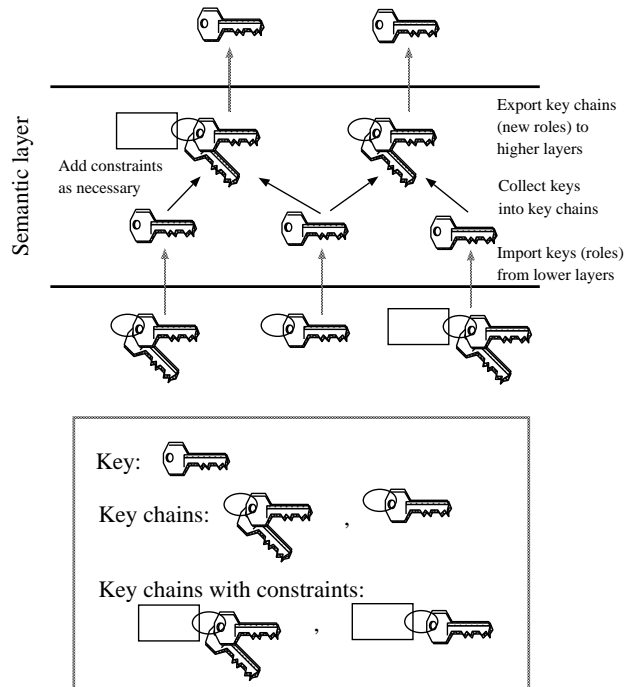 Semantic layer
Export key chains
(new roles) to
higher layers
Add constraints
as necessary
Collect keys
into key chains
Import keys (roles)
from lower layers
Key:
Key chains:
,
Key chains with constraints:
,